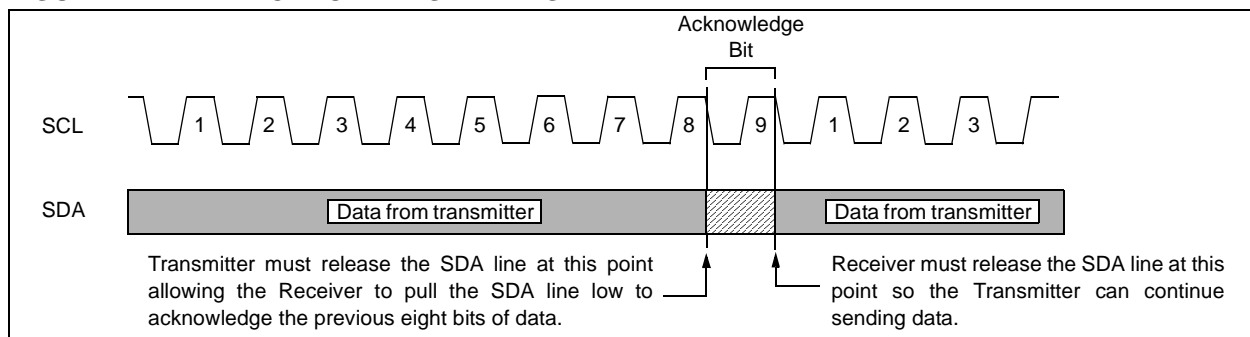 Acknowledge
Bit
SCL
1 2 3 4 5 6 7 8 9 1 2 3
SDA
Data from transmitter
Data from transmitter
Transmitter must release the SDA line at this point
allowing the Receiver to pull the SDA line low to
acknowledge the previous eight bits of data.
Receiver must release the SDA line at this
point so the Transmitter can continue
sending data.